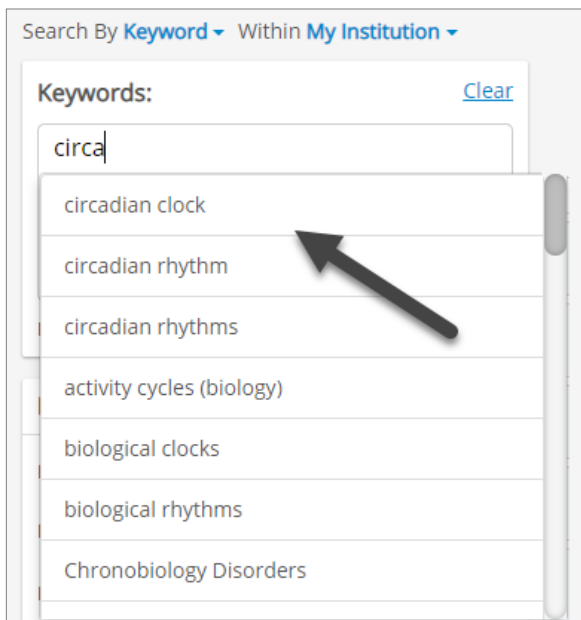 Search By Keyword Within My Institution
Keywords: Clear
circa
circadian clock
circadian rhythm
circadian rhythms
activity cycles (biology)
biological clocks
biological rhythms
Chronobiology Disorders